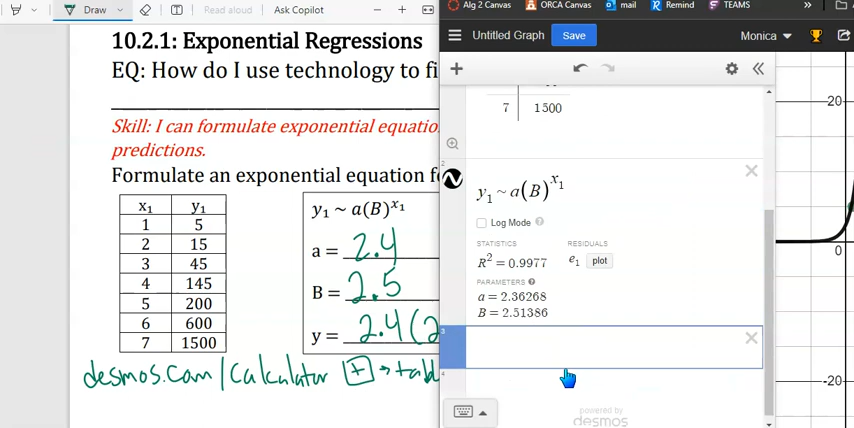 Draw
Read aloud
Ask Copilot
Alg 2 Canvas
ORCA Canvas
mail
Remind
TEAMS
Untitled Graph
Save
Monica
10.2.1: Exponential Regressions
EQ: How do I use technology to fi
Skill: I can formulate exponential equatio
predictions.
Formulate an exponential equation f
x₁ y₁
1 5
2 15
3 45
4 145
5 200
6 600
7 1500
y₁ ~ a(B)^x₁
a = 2.4
B = 2.5
y = 2.4(2
desmos.com/calculator + → tabl
7 1500
2
y₁ ~ a(B)^x₁
Log Mode ?
STATISTICS RESIDUALS
R² = 0.9977 e₁ plot
PARAMETERS ?
a = 2.36268
B = 2.51386
3
4
powered by
desmos
20
0
-20